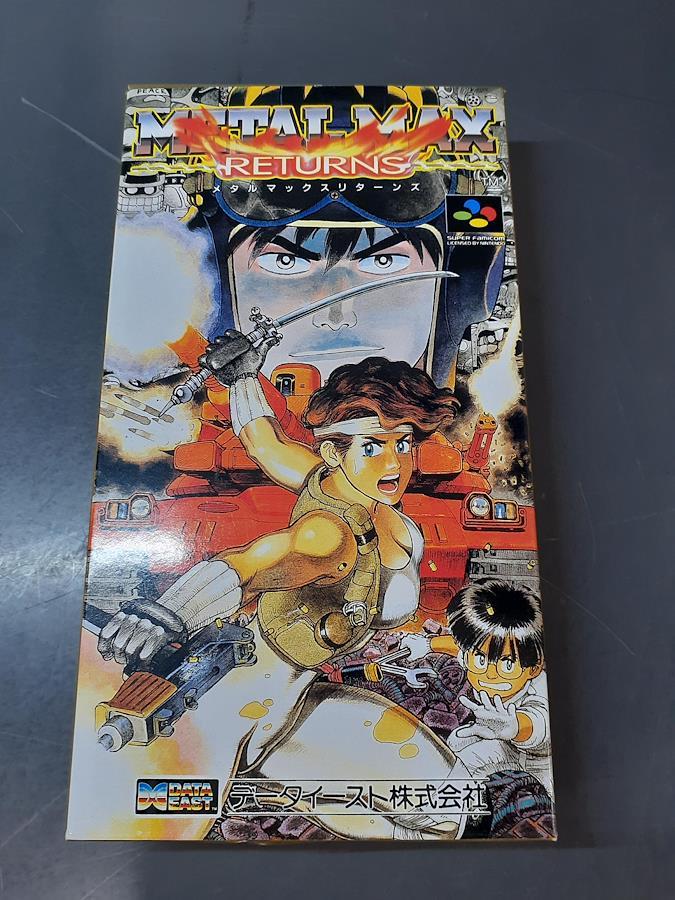 PEACE
METAL MAX
RETURNS
TM
メタルマックスリターンズ
SUPER FAMICOM
LICENSED BY NINTENDO
DATA EAST
データイースト株式会社